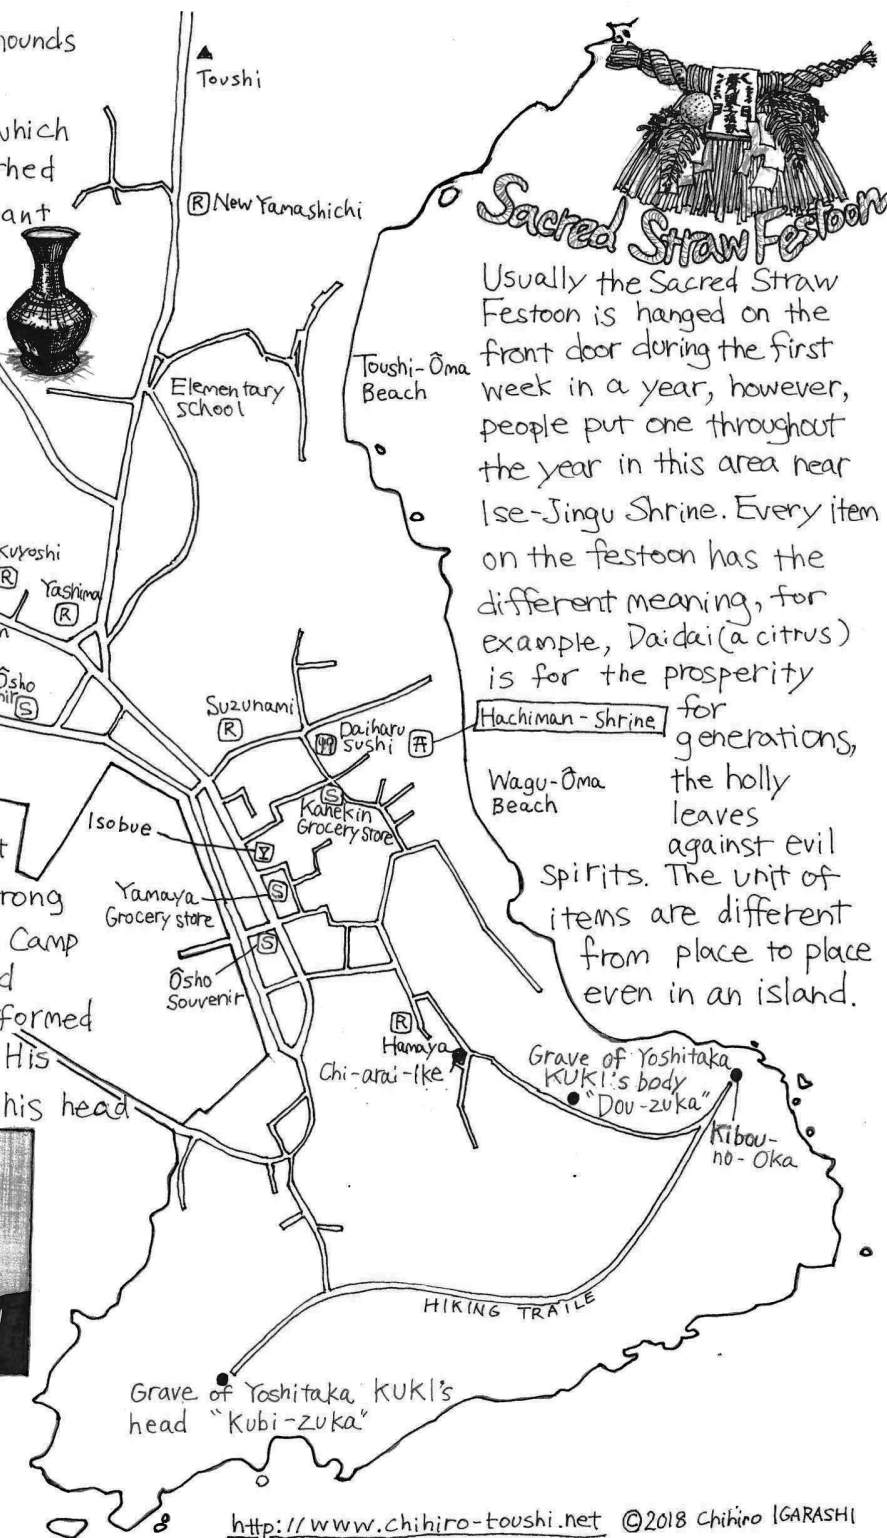 Toushi
which
ant
R New Yamashichi
Sacred Straw Festoon
Usually the Sacred Straw
Festoon is hanged on the
front door during the first
week in a year, however,
people put one throughout
the year in this area near
Ise-Jingu Shrine. Every item
on the festoon has the
different meaning, for
example, Daidai (a citrus)
is for the prosperity
for
generations,
the holly
leaves
against evil
Spirits. The unit of
items are different
from place to place
even in an island.
Toushi-Ôma
Beach
Elementary
School
Kuyoshi
R
Yashima
R
Ôsho
S
Suzunami
R
Daiharu
Sushi
Hachiman-Shrine
Wagu-Ôma
Beach
S
Kanekin
Grocery store
Isobue
Y
Yamaya
Grocery store
S
Ôsho
Souvenir
S
rong
Camp
formed
His
his head
R
Hamaya
Chi-arai-Ike
Grave of Yoshitaka
KUKI's body
"Dou-zuka"
Kibou-
no-Oka
HIKING TRAILE
Grave of Yoshitaka KUKI's
head "Kubi-zuka"
http://www.chihiro-toushi.net ©2018 Chihiro IGARASHI